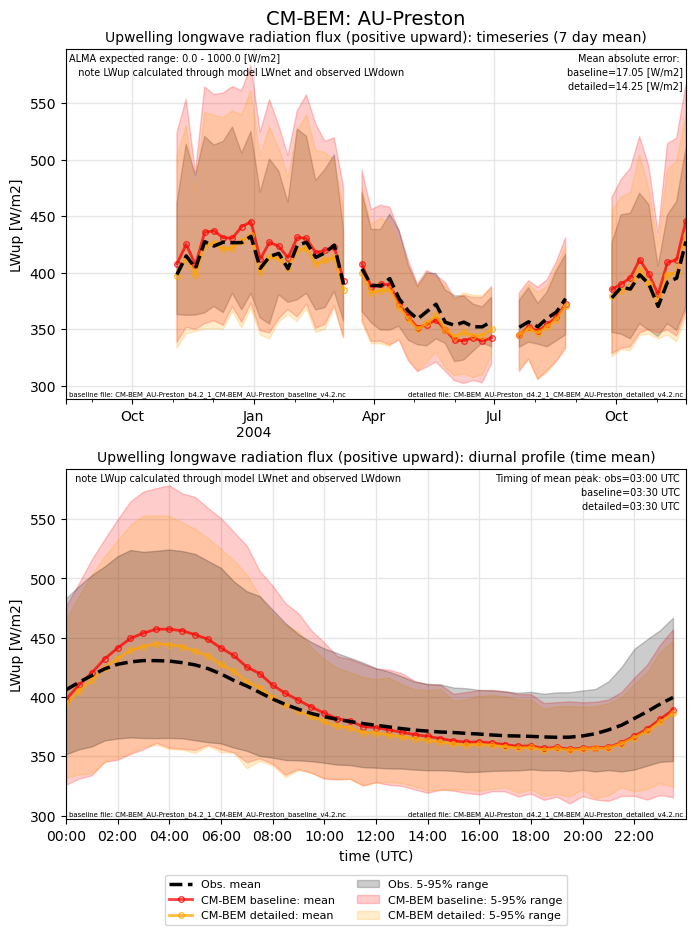 CM-BEM: AU-Preston
Upwelling longwave radiation flux (positive upward): timeseries (7 day mean)
ALMA expected range: 0.0 - 1000.0 [W/m2]
note LWup calculated through model LWnet and observed LWdown
Mean absolute error:
baseline=17.05 [W/m2]
detailed=14.25 [W/m2]
LWup [W/m2]
550
500
450
400
350
300
baseline file: CM-BEM_AU-Preston_b4.2_1_CM-BEM_AU-Preston_baseline_v4.2.nc
detailed file: CM-BEM_AU-Preston_d4.2_1_CM-BEM_AU-Preston_detailed_v4.2.nc
Oct
Jan
2004
Apr
Jul
Oct
Upwelling longwave radiation flux (positive upward): diurnal profile (time mean)
note LWup calculated through model LWnet and observed LWdown
Timing of mean peak: obs=03:00 UTC
baseline=03:30 UTC
detailed=03:30 UTC
LWup [W/m2]
550
500
450
400
350
300
baseline file: CM-BEM_AU-Preston_b4.2_1_CM-BEM_AU-Preston_baseline_v4.2.nc
detailed file: CM-BEM_AU-Preston_d4.2_1_CM-BEM_AU-Preston_detailed_v4.2.nc
00:00 02:00 04:00 06:00 08:00 10:00 12:00 14:00 16:00 18:00 20:00 22:00
time (UTC)
Obs. mean
CM-BEM baseline: mean
CM-BEM detailed: mean
Obs. 5-95% range
CM-BEM baseline: 5-95% range
CM-BEM detailed: 5-95% range